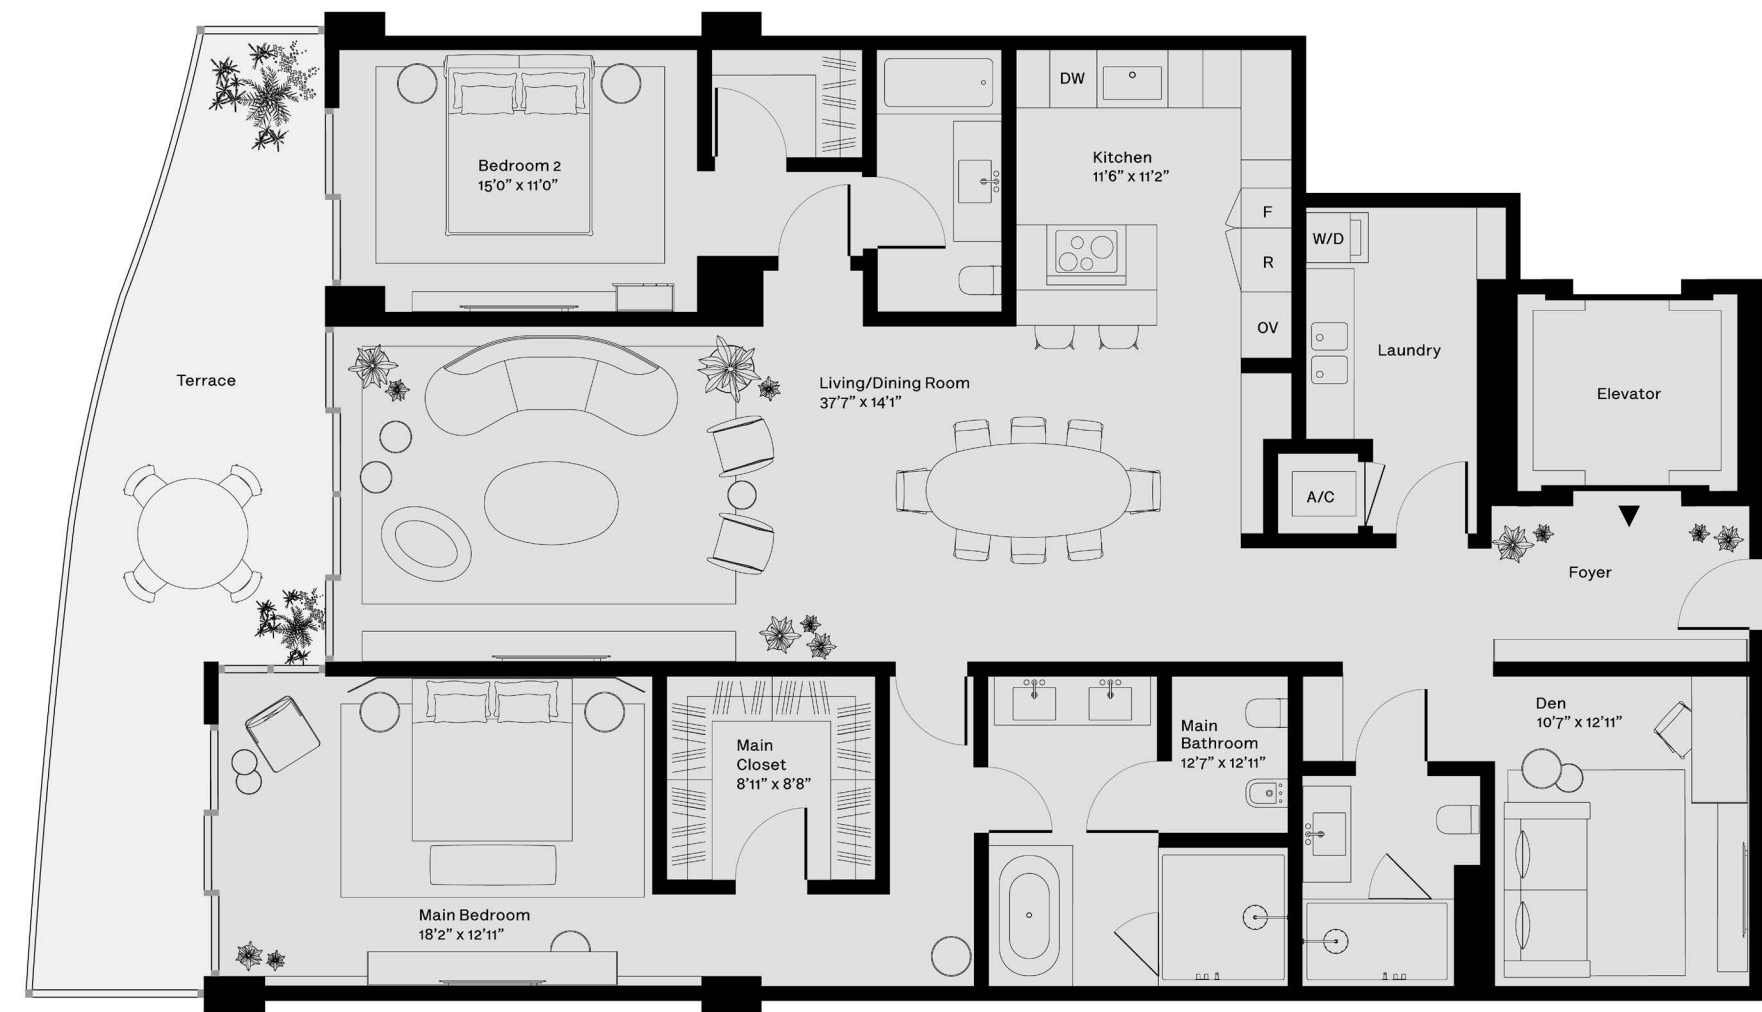 DW
Kitchen
11’6” x 11’2”
Bedroom 2
15’0” x 11’0”
F
R
OV
W/D
Laundry
Elevator
Terrace
Living/Dining Room
37’7” x 14’1”
A/C
Foyer
Den
10’7” x 12’11”
Main
Bathroom
12’7” x 12’11”
Main
Closet
8’11” x 8’8”
Main Bedroom
18’2” x 12’11”